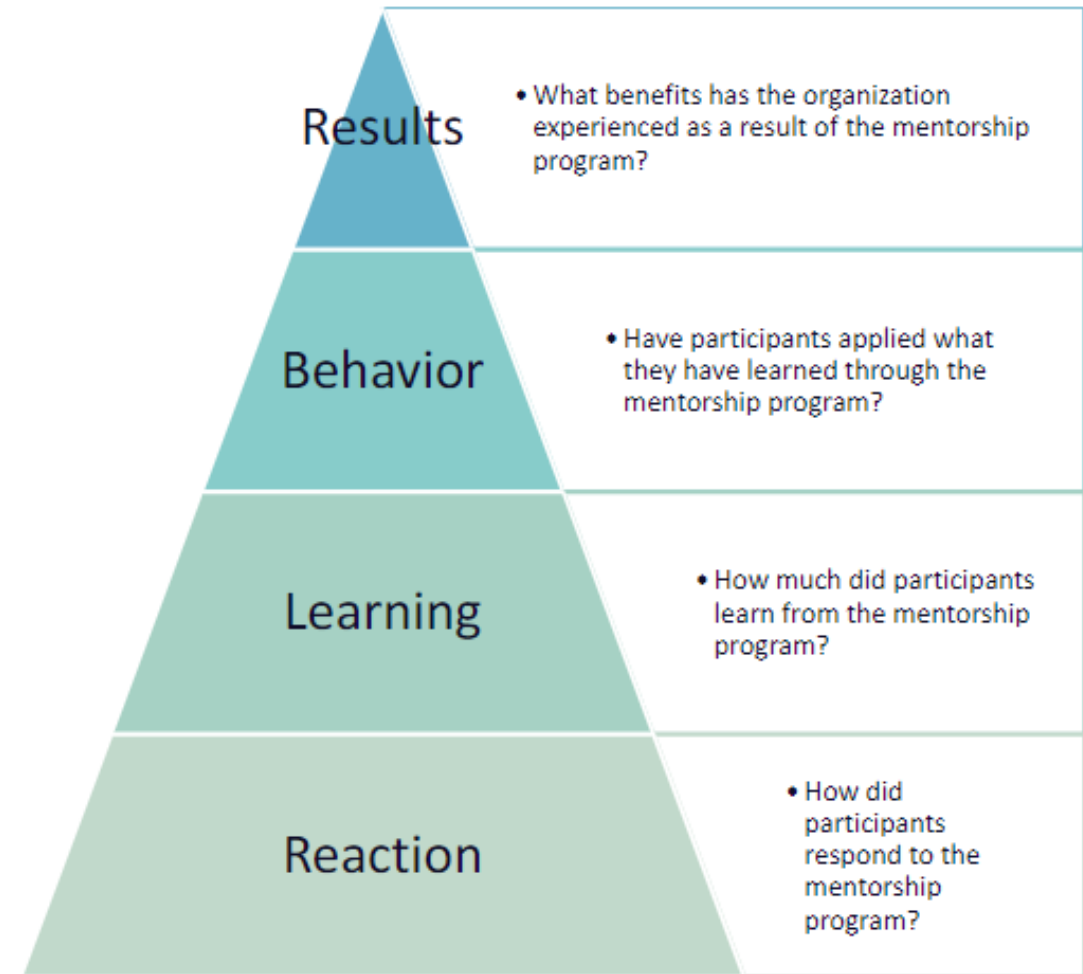 Results
• What benefits has the organization
experienced as a result of the mentorship
program?
Behavior
• Have participants applied what
they have learned through the
mentorship program?
Learning
• How much did participants
learn from the mentorship
program?
Reaction
• How did
participants
respond to the
mentorship
program?